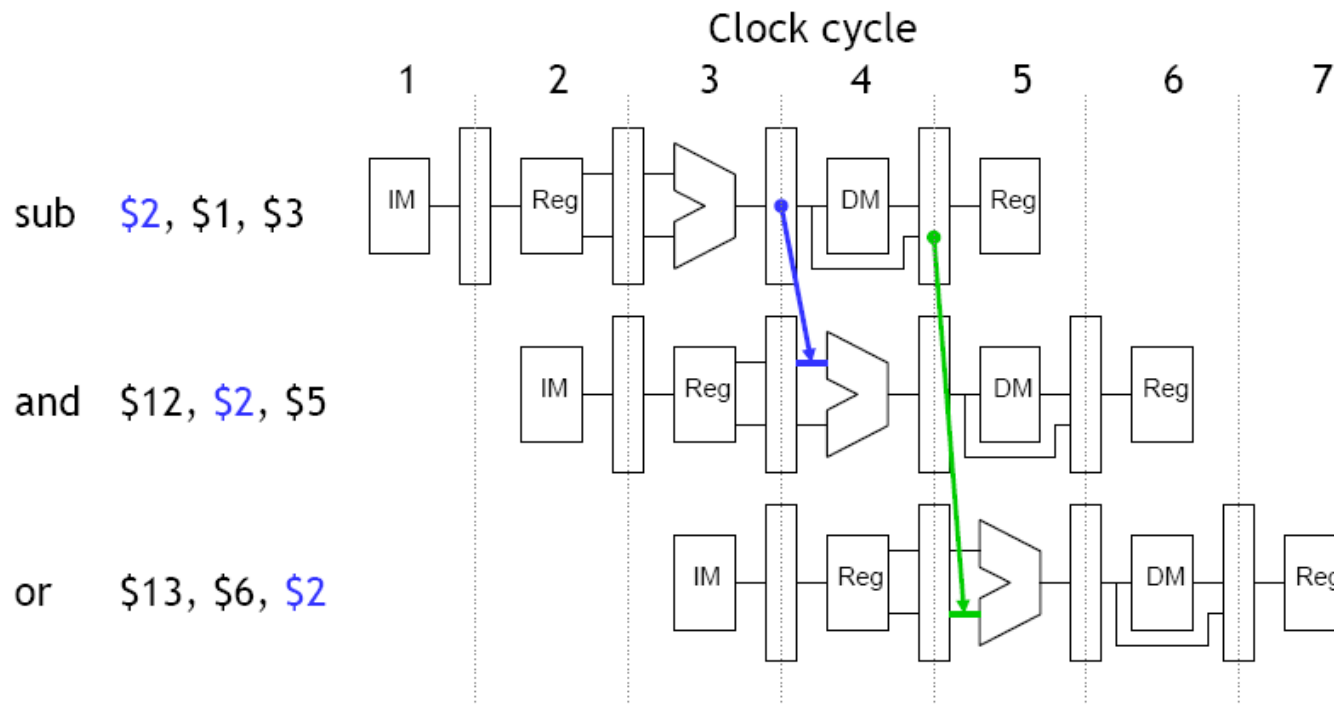 Clock cycle
1 2 3 4 5 6 7
sub $2, $1, $3 IM Reg DM Reg
and $12, $2, $5 IM Reg DM Reg
or $13, $6, $2 IM Reg DM Reg